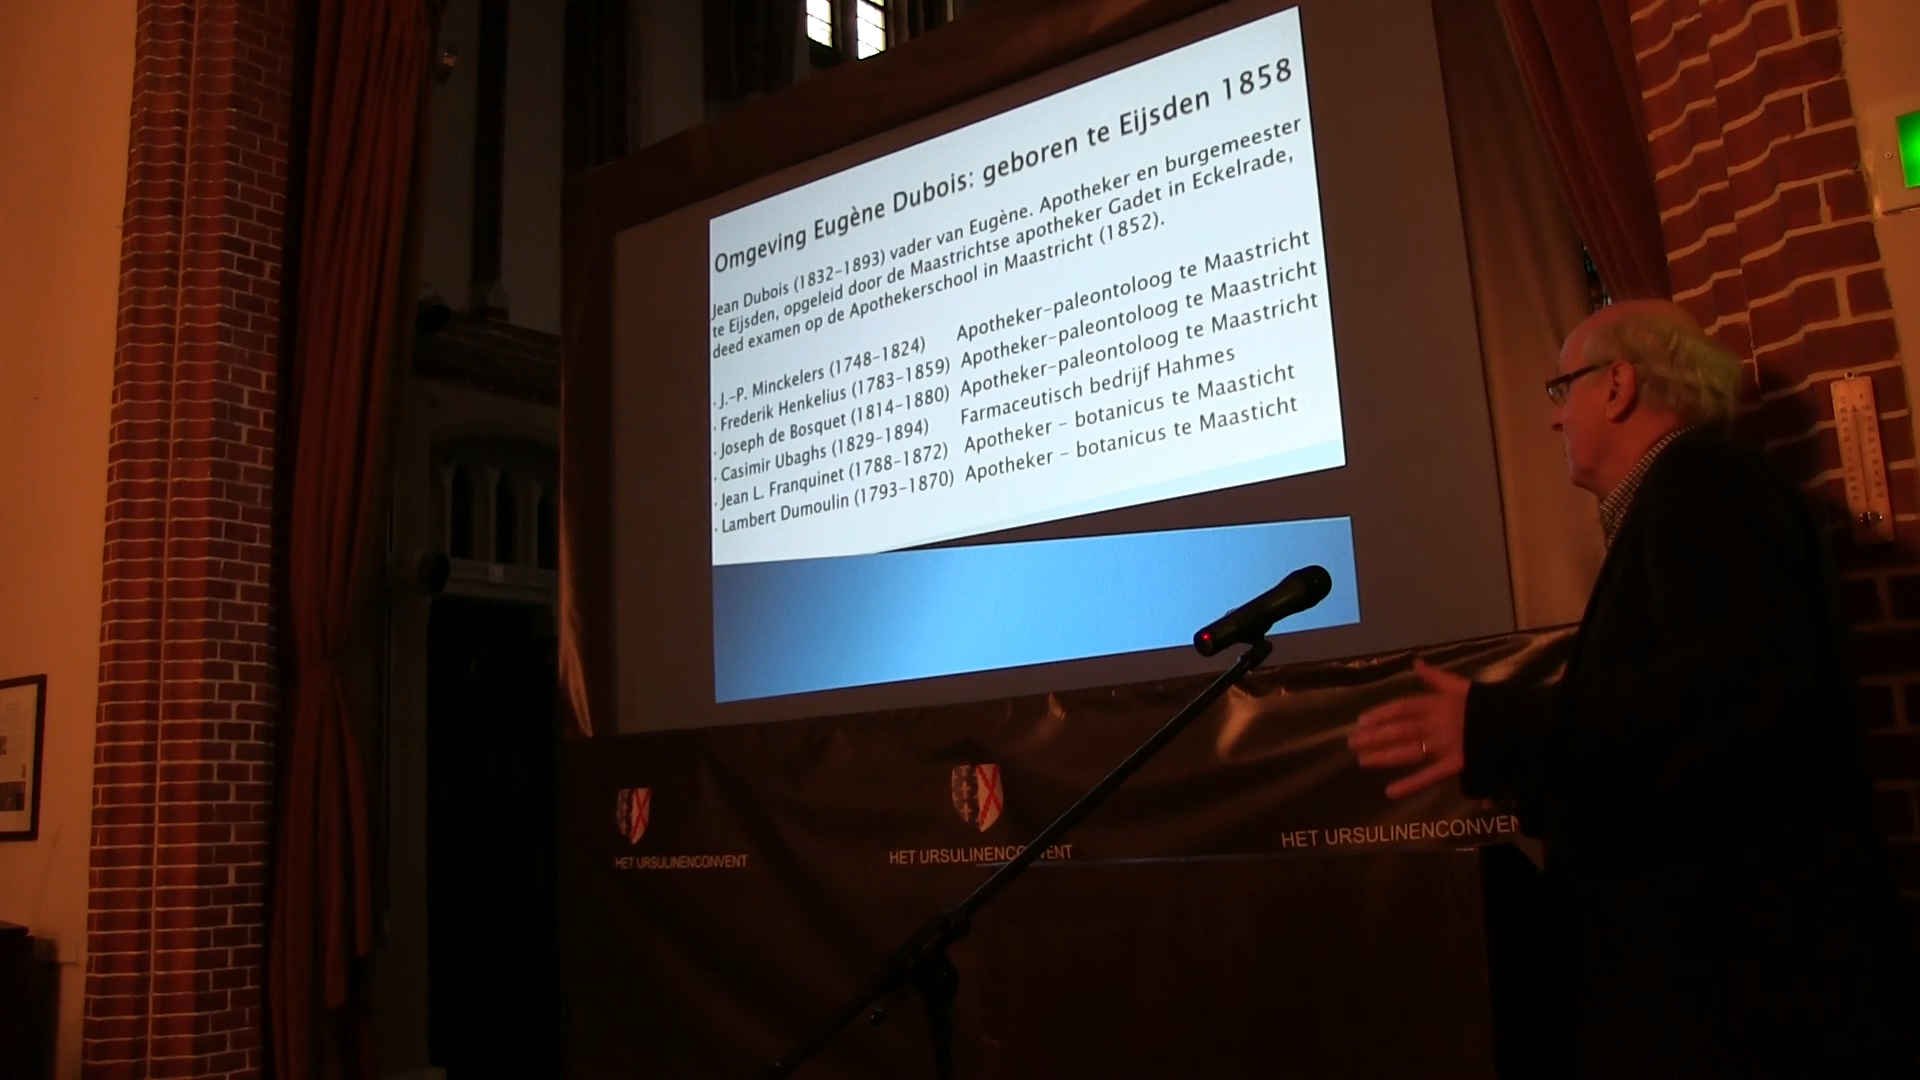 Omgeving Eugène Dubois: geboren te Eijsden 1858
Jean Dubois (1832-1893) vader van Eugène. Apotheker en burgemeester
te Eijsden, opgeleid door de Maastrichtse apotheker Gadet in Eckelrade,
deed examen op de Apothekerschool in Maastricht (1852).
· J.-P. Minckelers (1748-1824) Apotheker-paleontoloog te Maastricht
· Frederik Henkelius (1783-1859) Apotheker-paleontoloog te Maastricht
· Joseph de Bosquet (1814-1880) Apotheker-paleontoloog te Maastricht
· Casimir Ubaghs (1829-1894) Farmaceutisch bedrijf Hahmes
· Jean L. Franquinet (1788-1872) Apotheker - botanicus te Maasticht
· Lambert Dumoulin (1793-1870) Apotheker - botanicus te Maasticht
HET URSULINENCONVENT
HET URSULINENCONVENT
HET URSULINENCONVEN